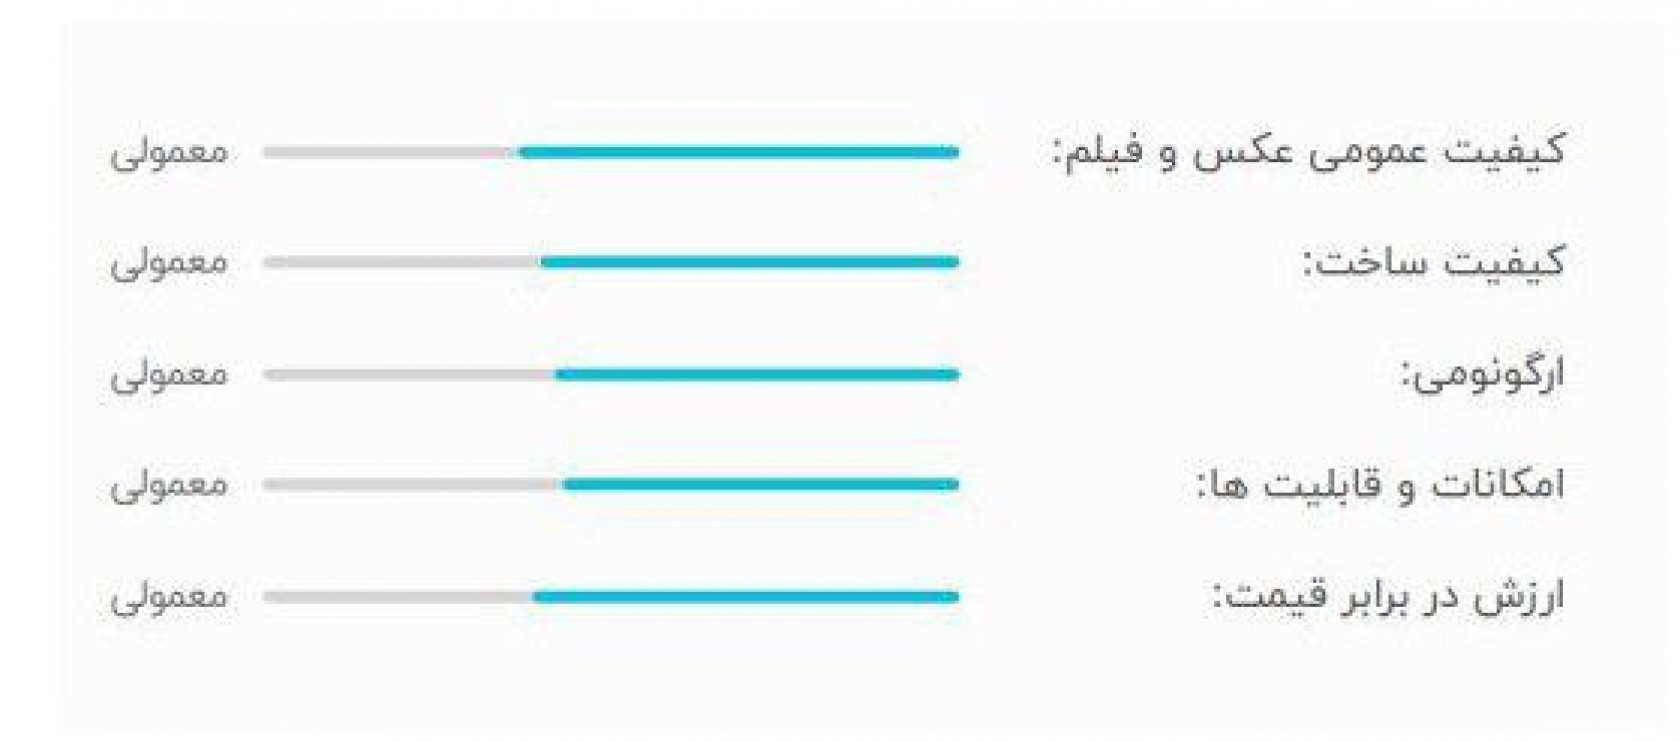 کیفیت عمومی عکس و فیلم: معمولی
کیفیت ساخت: معمولی
ارگونومی: معمولی
امکانات و قابلیت ها: معمولی
ارزش در برابر قیمت: معمولی